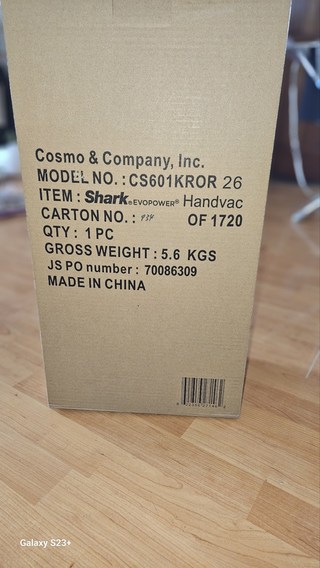 Cosmo & Company, Inc.
MODEL NO. : CS601KROR 26
ITEM : Shark® EVOPOWER® Handvac
CARTON NO. : 934 OF 1720
QTY : 1 PC
GROSS WEIGHT : 5.6 KGS
JS PO number : 70086309
MADE IN CHINA
Galaxy S23+